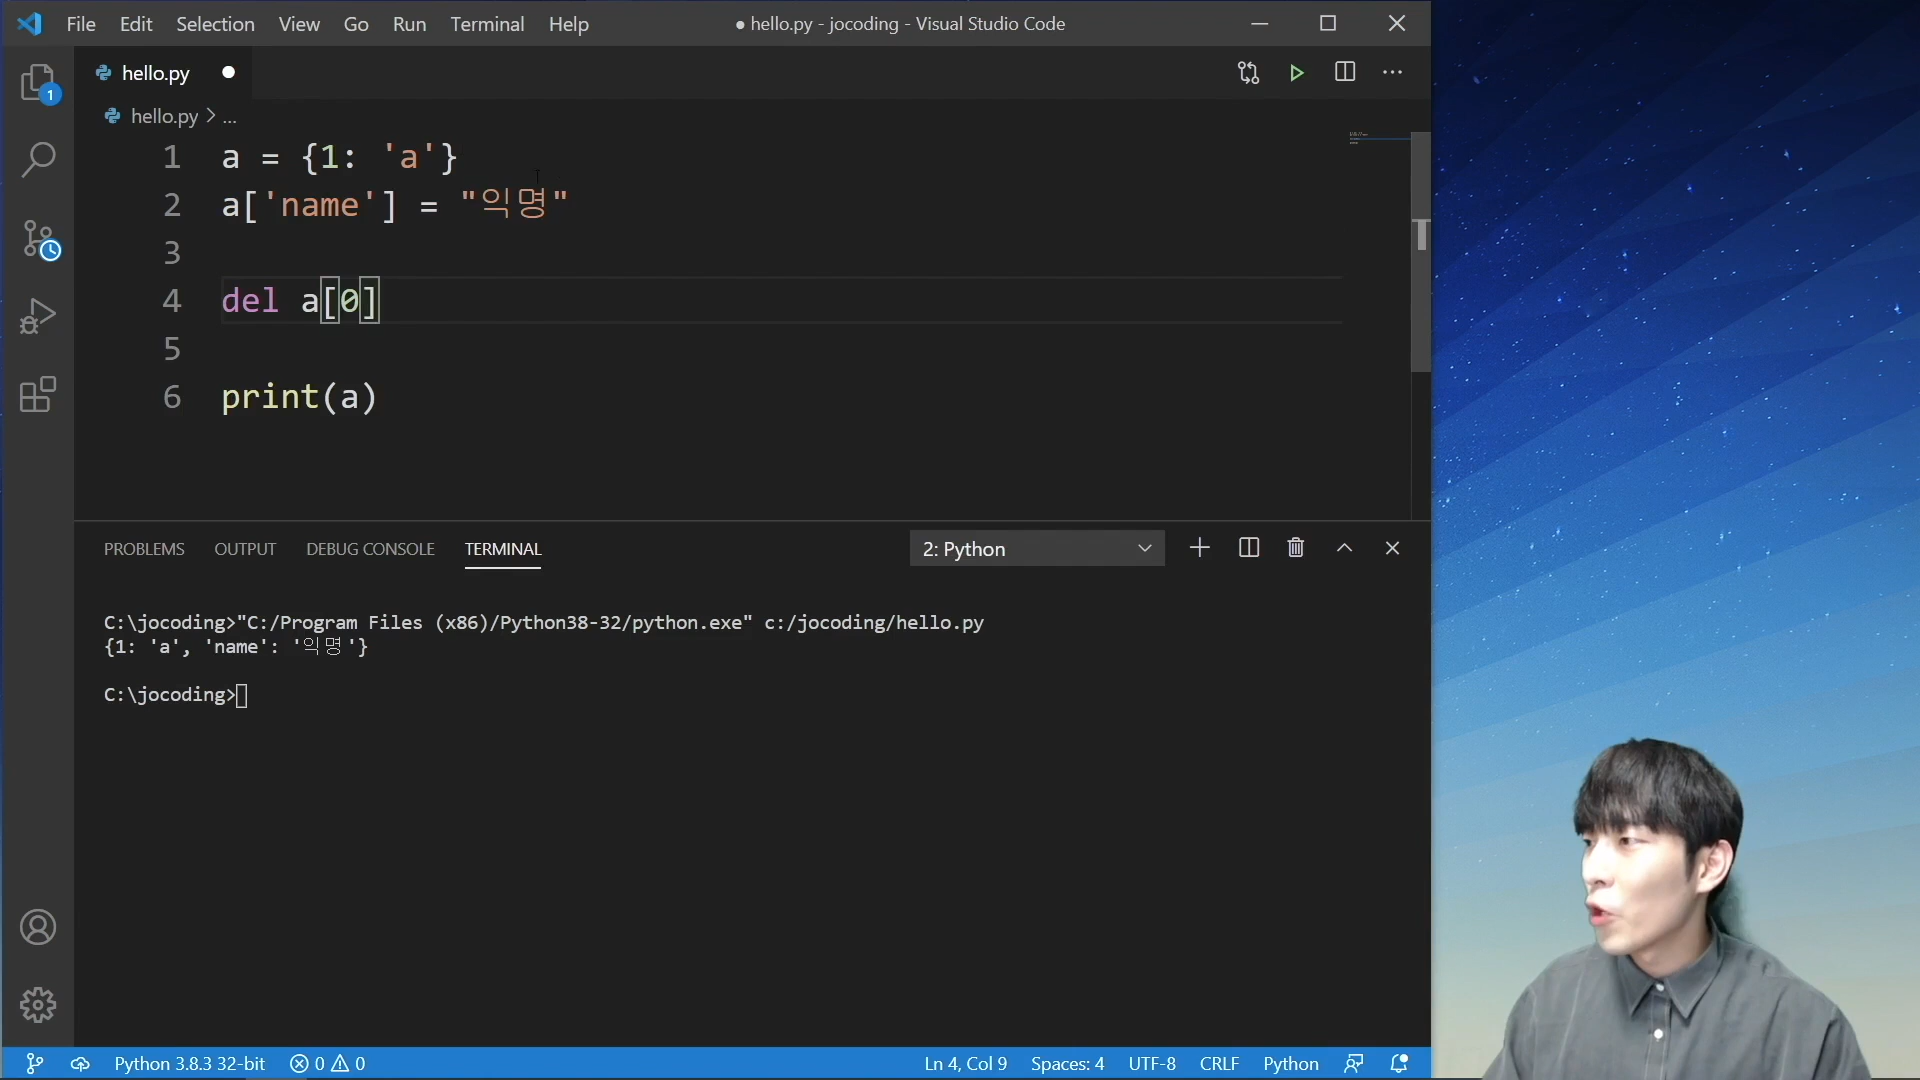 File Edit Selection View Go Run Terminal Help
● hello.py - jocoding - Visual Studio Code
hello.py
1
hello.py > ...
1 a = {1: 'a'}
2 a['name'] = "익명"
3
4 del a[0]
5
6 print(a)
PROBLEMS OUTPUT DEBUG CONSOLE TERMINAL
2: Python
C:\jocoding>"C:/Program Files (x86)/Python38-32/python.exe" c:/jocoding/hello.py
{1: 'a', 'name': '익명'}
C:\jocoding>
Python 3.8.3 32-bit 0 0
Ln 4, Col 9 Spaces: 4 UTF-8 CRLF Python